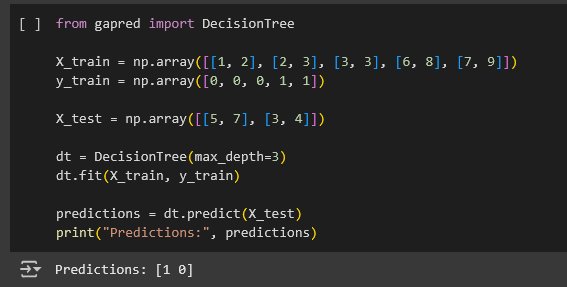 [ ] from gapred import DecisionTree
X_train = np.array([[1, 2], [2, 3], [3, 3], [6, 8], [7, 9]])
y_train = np.array([0, 0, 0, 1, 1])
X_test = np.array([[5, 7], [3, 4]])
dt = DecisionTree(max_depth=3)
dt.fit(X_train, y_train)
predictions = dt.predict(X_test)
print("Predictions:", predictions)
Predictions: [1 0]